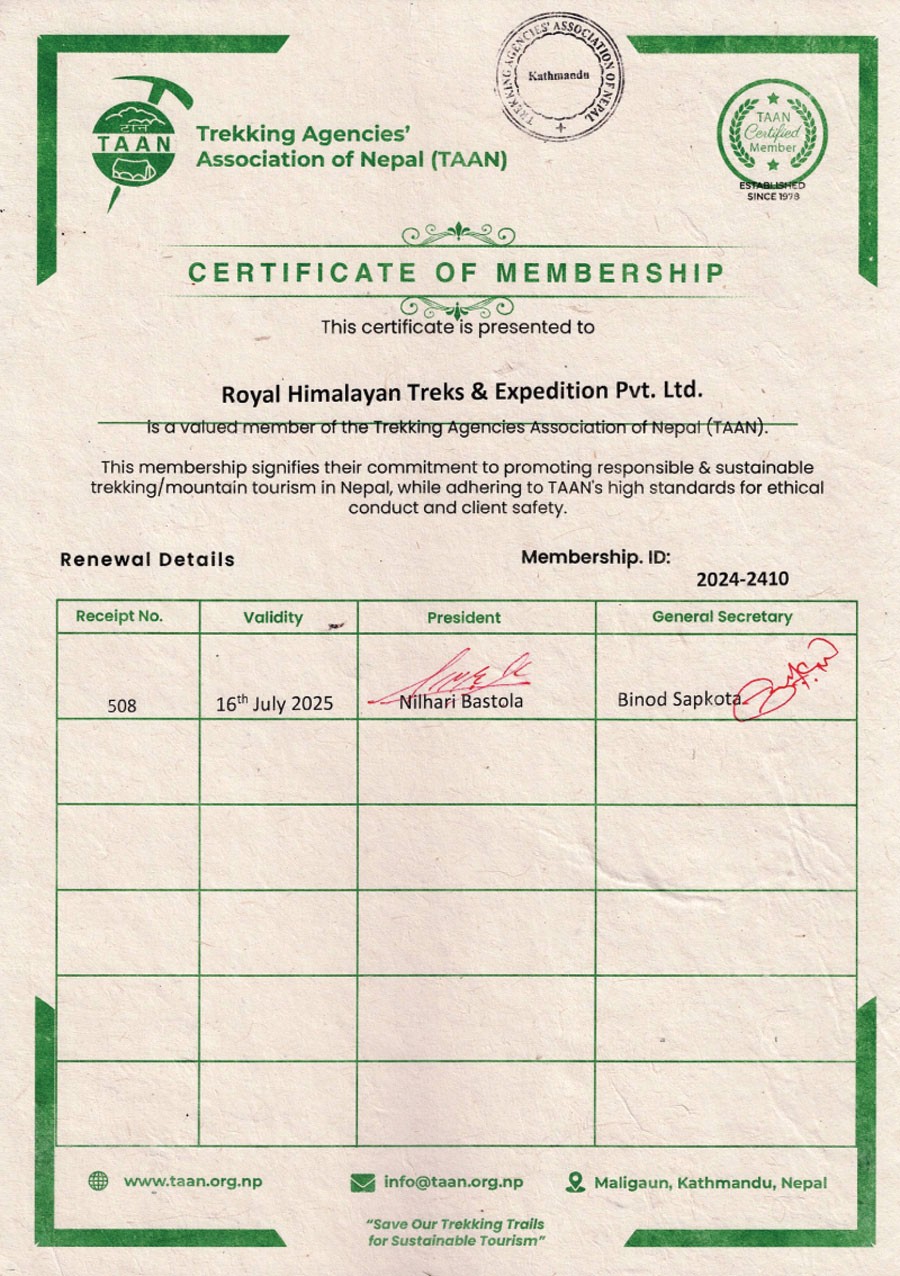 TREKKING AGENCIES' ASSOCIATION OF NEPAL
Kathmandu
TAAN
Trekking Agencies'
Association of Nepal (TAAN)
TAAN
Certified
Member
ESTABLISHED
SINCE 1978
CERTIFICATE OF MEMBERSHIP
This certificate is presented to
Royal Himalayan Treks & Expedition Pvt. Ltd.
is a valued member of the Trekking Agencies Association of Nepal (TAAN).
This membership signifies their commitment to promoting responsible & sustainable
trekking/mountain tourism in Nepal, while adhering to TAAN's high standards for ethical
conduct and client safety.
Renewal Details
Membership. ID:
2024-2410
Receipt No. Validity President General Secretary
508 16th July 2025 Nilhari Bastola Binod Sapkota
www.taan.org.np info@taan.org.np Maligaun, Kathmandu, Nepal
"Save Our Trekking Trails
for Sustainable Tourism"